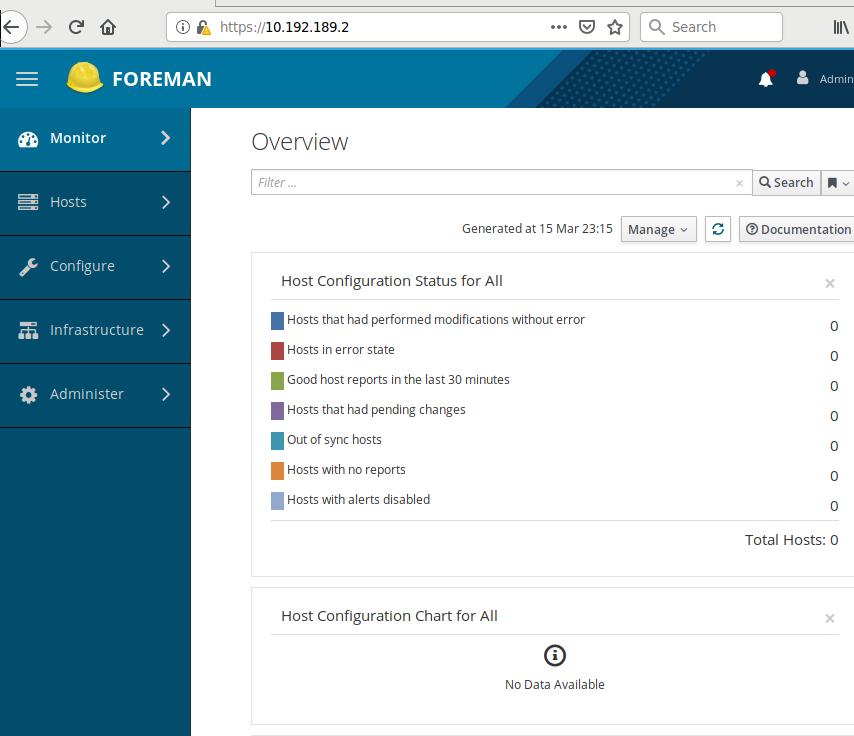 https://10.192.189.2
Search
FOREMAN
Admin
Monitor
Hosts
Configure
Infrastructure
Administer
Overview
Filter ...
Search
Generated at 15 Mar 23:15
Manage
Documentation
Host Configuration Status for All
Hosts that had performed modifications without error 0
Hosts in error state 0
Good host reports in the last 30 minutes 0
Hosts that had pending changes 0
Out of sync hosts 0
Hosts with no reports 0
Hosts with alerts disabled 0
Total Hosts: 0
Host Configuration Chart for All
No Data Available